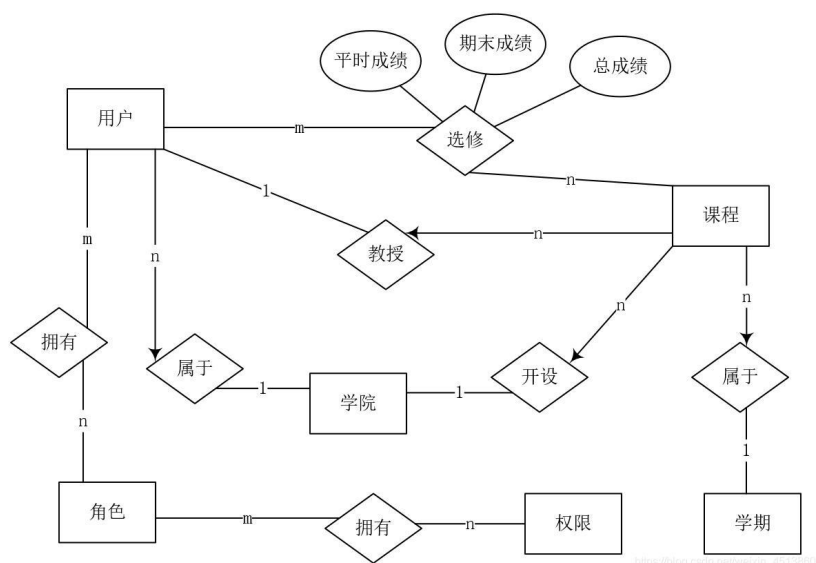 平时成绩
期末成绩
总成绩
用户
m
选修
n
课程
1
教授
n
m
n
n
n
拥有
属于
1
学院
1
开设
属于
n
1
角色
m
拥有
n
权限
学期